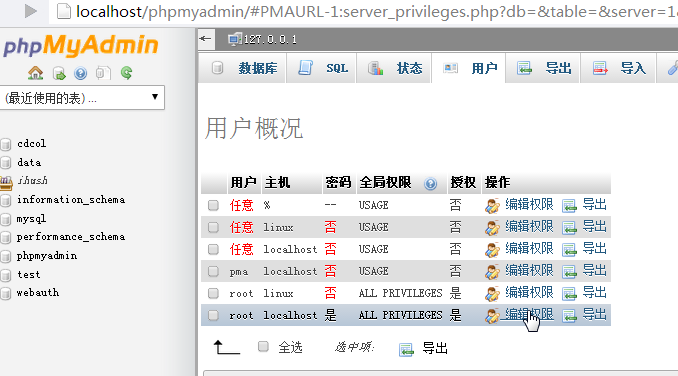 localhost/phpmyadmin/#PMAURL-1:server_privileges.php?db=&table=&server=1
phpMyAdmin
(最近使用的表) ...
cdcol
data
ihush
information_schema
mysql
performance_schema
phpmyadmin
test
webauth
127.0.0.1
数据库 SQL 状态 用户 导出 导入
用户概况
用户 主机 密码 全局权限 授权 操作
任意 % -- USAGE 否 编辑权限 导出
任意 linux 否 USAGE 否 编辑权限 导出
任意 localhost 否 USAGE 否 编辑权限 导出
pma localhost 否 USAGE 否 编辑权限 导出
root linux 否 ALL PRIVILEGES 是 编辑权限 导出
root localhost 是 ALL PRIVILEGES 是 编辑权限 导出
全选 选中项: 导出